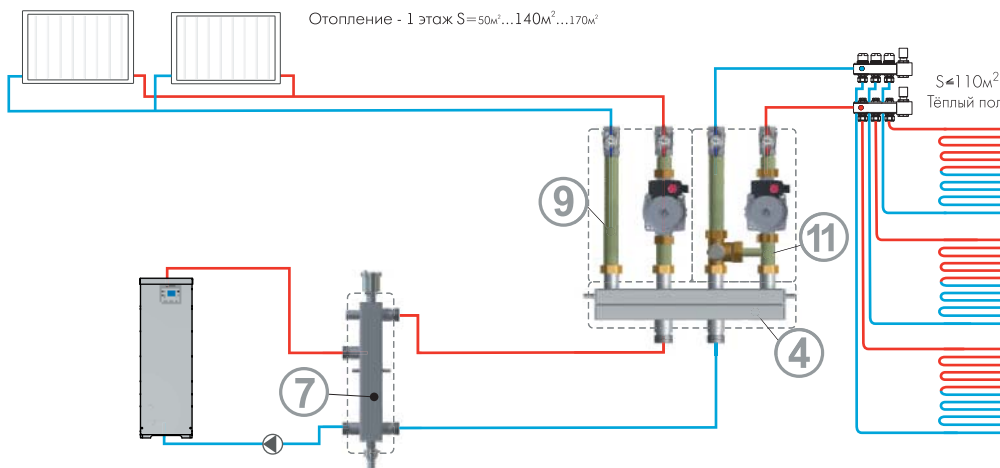 Отопление - 1 этаж S=50м²...140м²...170м²
S≤110м²
Тёплый пол
9
11
4
7